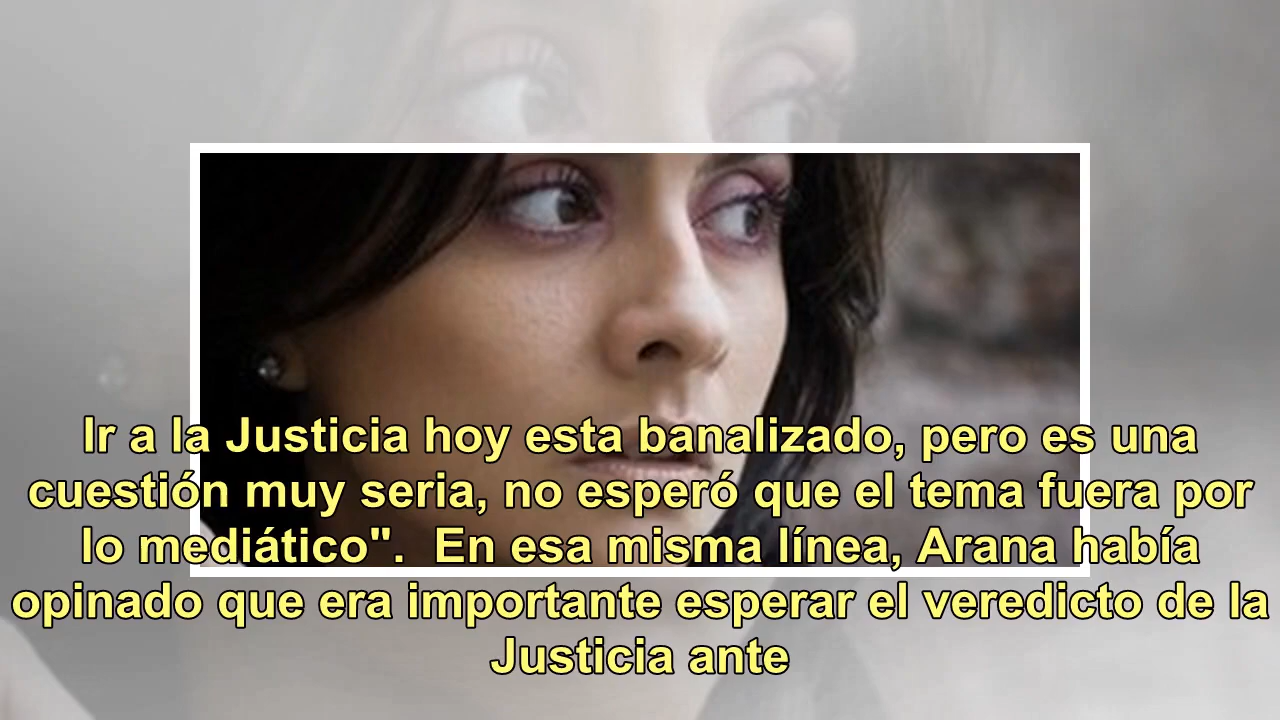 Ir a la Justicia hoy esta banalizado, pero es una
cuestión muy seria, no esperó que el tema fuera por
lo mediático".  En esa misma línea, Arana había
opinado que era importante esperar el veredicto de la
Justicia ante